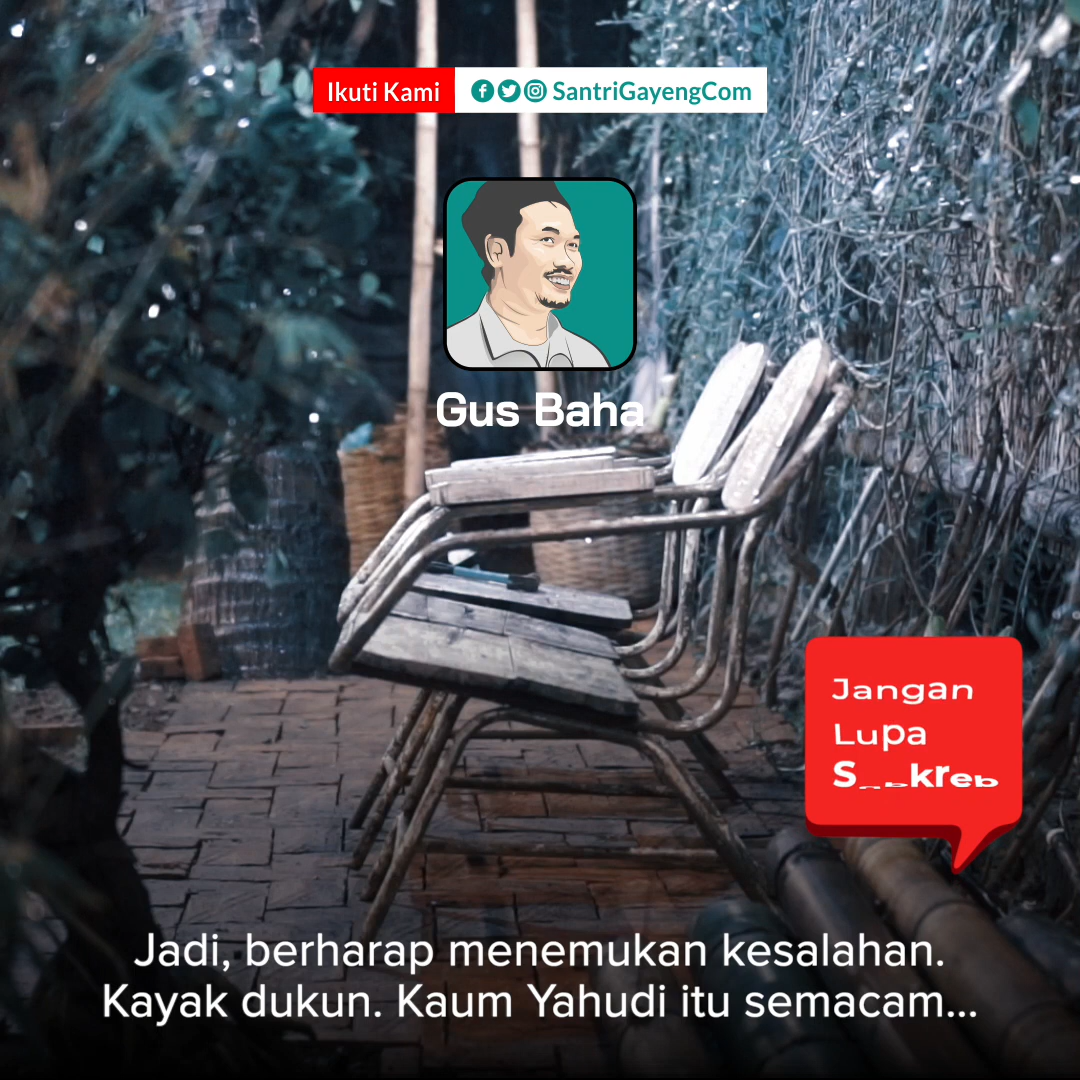 Ikuti Kami SantriGayengCom
Gus Baha
Jangan
Lupa
Jadi, berharap menemukan kesalahan.
Kayak dukun. Kaum Yahudi itu semacam...